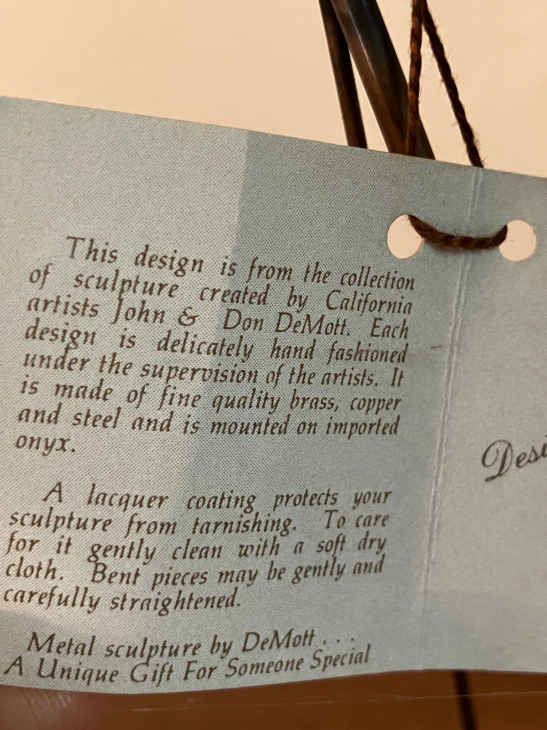 This design is from the collection
of sculpture created by California
artists John & Don DeMott. Each
design is delicately hand fashioned
under the supervision of the artists. It
is made of fine quality brass, copper
and steel and is mounted on imported
onyx.
A lacquer coating protects your
sculpture from tarnishing. To care
for it gently clean with a soft dry
cloth. Bent pieces may be gently and
carefully straightened.
Metal sculpture by DeMott . . .
A Unique Gift For Someone Special
Desi